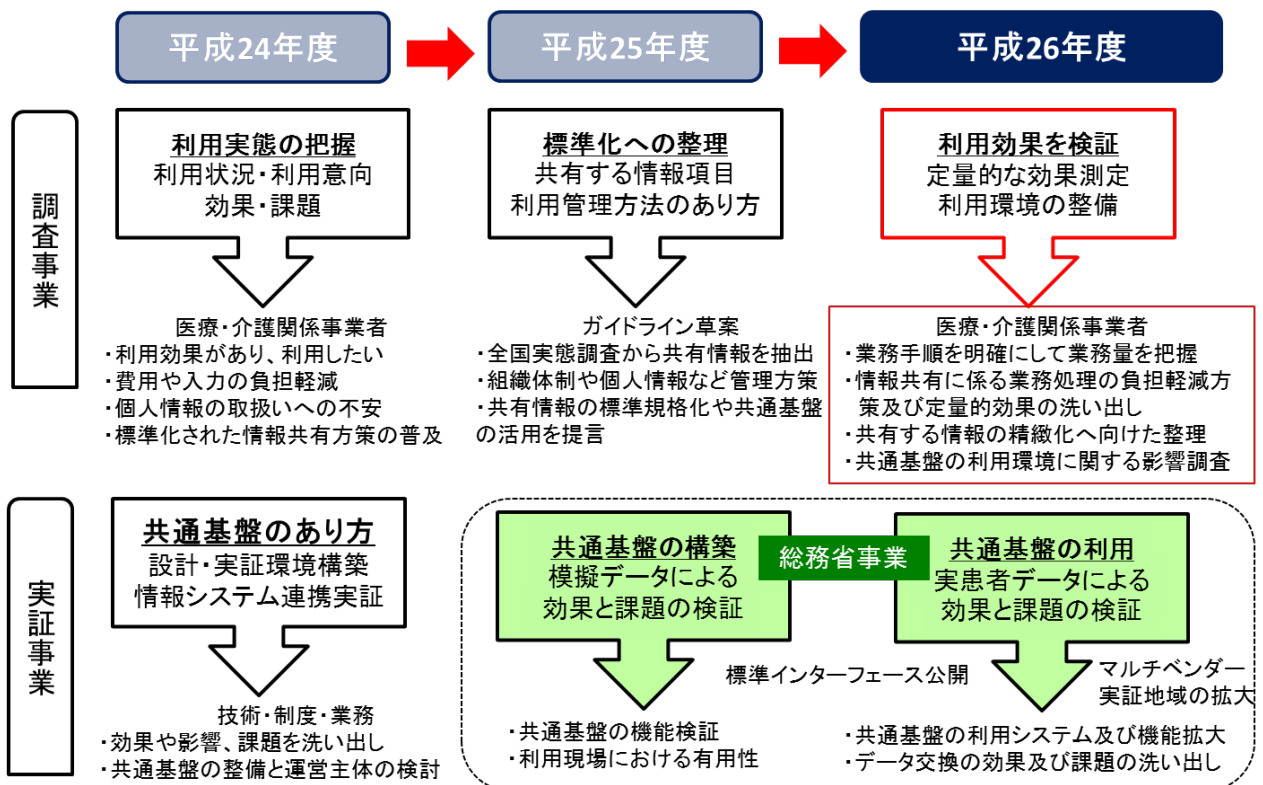 平成24年度
平成25年度
平成26年度
調査事業
利用実態の把握
利用状況・利用意向
効果・課題
標準化への整理
共有する情報項目
利用管理方法のあり方
利用効果を検証
定量的な効果測定
利用環境の整備
医療・介護関係事業者
・利用効果があり、利用したい
・費用や入力の負担軽減
・個人情報の取扱いへの不安
・標準化された情報共有方策の普及
ガイドライン草案
・全国実態調査から共有情報を抽出
・組織体制や個人情報など管理方策
・共有情報の標準規格化や共通基盤
の活用を提言
医療・介護関係事業者
・業務手順を明確にして業務量を把握
・情報共有に係る業務処理の負担軽減方
策及び定量的効果の洗い出し
・共有する情報の精緻化へ向けた整理
・共通基盤の利用環境に関する影響調査
実証事業
共通基盤のあり方
設計・実証環境構築
情報システム連携実証
共通基盤の構築
模擬データによる
効果と課題の検証
総務省事業
共通基盤の利用
実患者データによる
効果と課題の検証
標準インターフェース公開
マルチベンダー
実証地域の拡大
技術・制度・業務
・効果や影響、課題を洗い出し
・共通基盤の整備と運営主体の検討
・共通基盤の機能検証
・利用現場における有用性
・共通基盤の利用システム及び機能拡大
・データ交換の効果及び課題の洗い出し